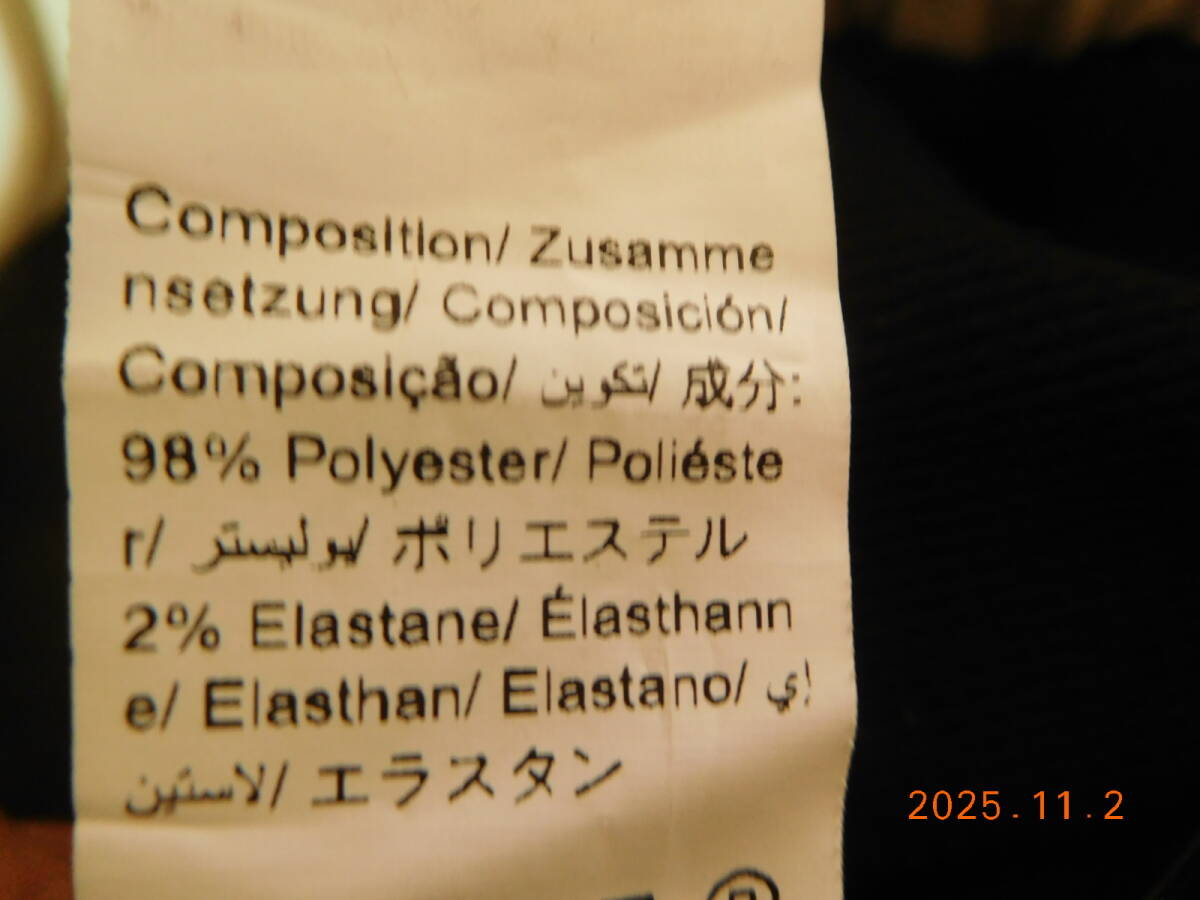 Composition/ Zusamme
nsetzung/ Composición/
Composição/ تكوين/ 成分:
98% Polyester/ Poliéste
r/ بوليستر/ ポリエステル
2% Elastane/ Élasthann
e/ Elasthan/ Elastano/ إي
لاستين/ エラスタン
2025.11.2